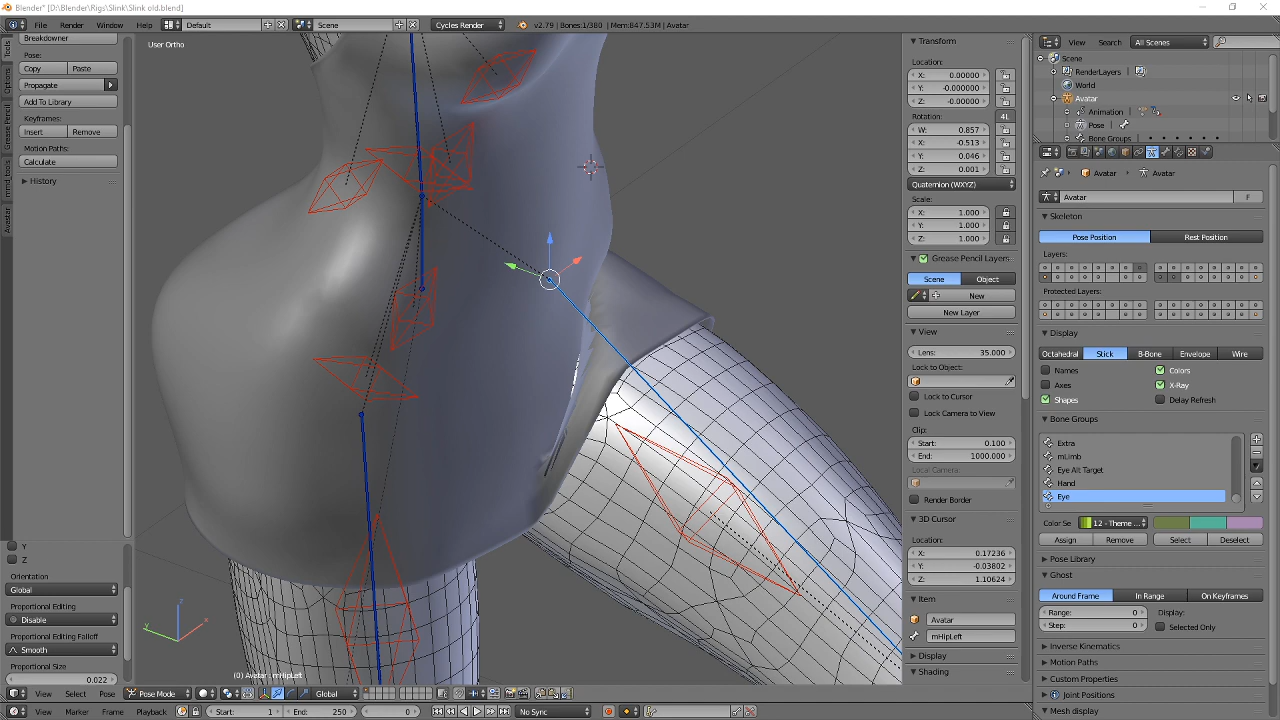 Blender* [D:\Blender\Rigs\Slink\Slink old.blend]
File Render Window Help Default Scene Cycles Render v2.79 | Bones:1/380 | Mem:847.53M | Avatar
User Ortho
Tools
Options
Grease Pencil
mmd_tools
Avastar
Breakdowner
Pose:
Copy Paste
Propagate
Add To Library
Keyframes:
Insert Remove
Motion Paths:
Calculate
History
Y
Z
Orientation
Global
Proportional Editing
Disable
Proportional Editing Falloff
Smooth
Proportional Size
0.022
(0) Avatar : mHipLeft
View Select Pose Pose Mode Global
View Marker Frame Playback Start: 1 End: 250 0 No Sync
Transform
Location:
X: 0.00000
Y: -0.00000
Z: -0.00000
Rotation: 4L
W: 0.857
X: -0.513
Y: 0.046
Z: 0.001
Quaternion (WXYZ)
Scale:
X: 1.000
Y: 1.000
Z: 1.000
Grease Pencil Layers
Scene Object
New
New Layer
View
Lens: 35.000
Lock to Object:
Lock to Cursor
Lock Camera to View
Clip:
Start: 0.100
End: 1000.000
Local Camera:
Render Border
3D Cursor
Location:
X: 0.17236
Y: -0.03802
Z: 1.10624
Item
Avatar
mHipLeft
Display
Shading
View Search All Scenes
Scene
RenderLayers
World
Avatar
Animation
Pose
Bone Groups
Avatar Avatar
Avatar F
Skeleton
Pose Position Rest Position
Layers:
Protected Layers:
Display
Octahedral Stick B-Bone Envelope Wire
Names Colors
Axes X-Ray
Shapes Delay Refresh
Bone Groups
Extra
mLimb
Eye Alt Target
Hand
Eye
Color Se 12 - Theme ...
Assign Remove Select Deselect
Pose Library
Ghost
Around Frame In Range On Keyframes
Range: 0 Display:
Step: 0 Selected Only
Inverse Kinematics
Motion Paths
Custom Properties
Joint Positions
Mesh display